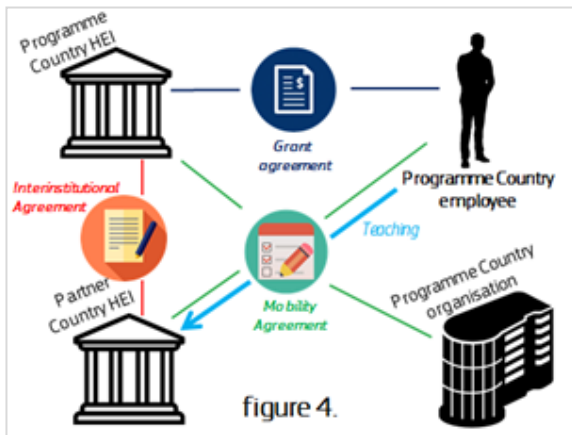 Programme
Country HEI
$
Grant
agreement
Interinstitutional
Agreement
Programme Country
employee
Teaching
Partner
Country HEI
Mobility
Agreement
Programme Country
organisation
figure 4.